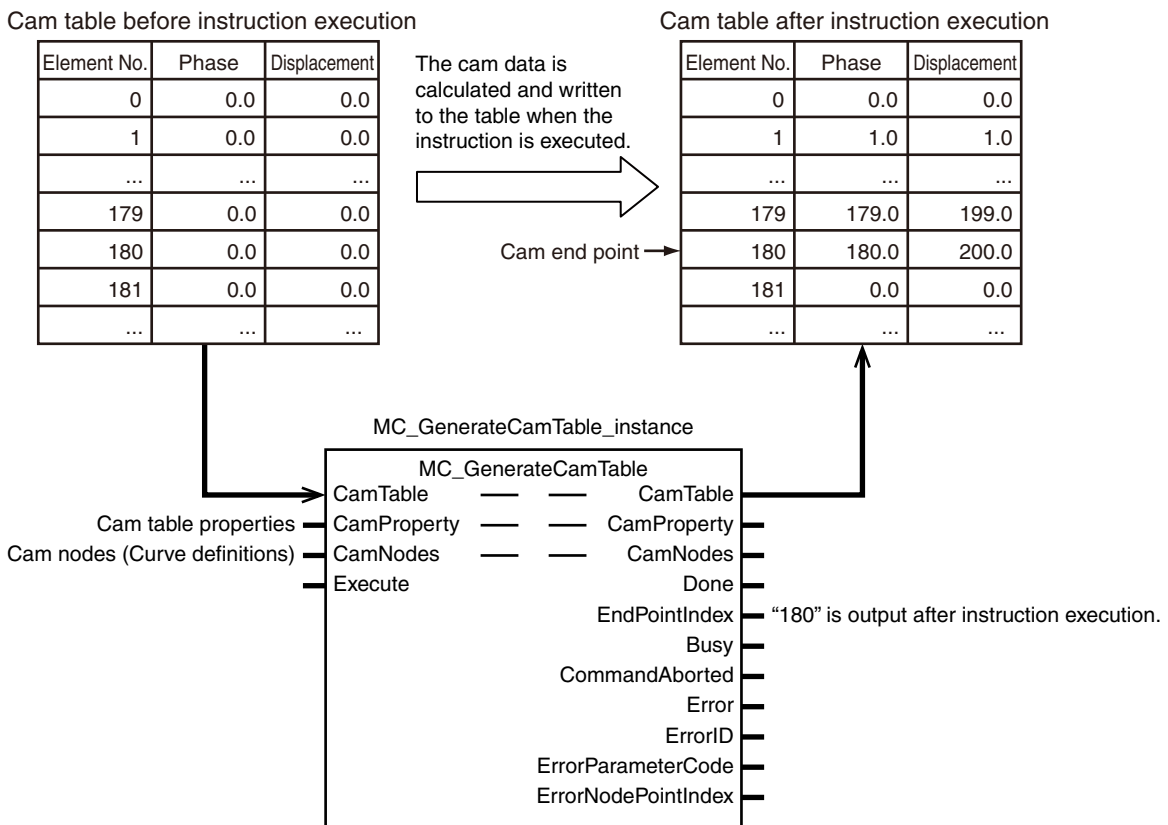 Cam table before instruction execution
Element No. Phase Displacement
0 0.0 0.0
1 0.0 0.0
... ... ...
179 0.0 0.0
180 0.0 0.0
181 0.0 0.0
... ... ...
The cam data is
calculated and written
to the table when the
instruction is executed.
Cam end point
Cam table after instruction execution
Element No. Phase Displacement
0 0.0 0.0
1 1.0 1.0
... ... ...
179 179.0 199.0
180 180.0 200.0
181 0.0 0.0
... ... ...
MC_GenerateCamTable_instance
MC_GenerateCamTable
CamTable — — CamTable
Cam table properties CamProperty — — CamProperty
Cam nodes (Curve definitions) CamNodes — — CamNodes
Execute Done
EndPointIndex “180” is output after instruction execution.
Busy
CommandAborted
Error
ErrorID
ErrorParameterCode
ErrorNodePointIndex